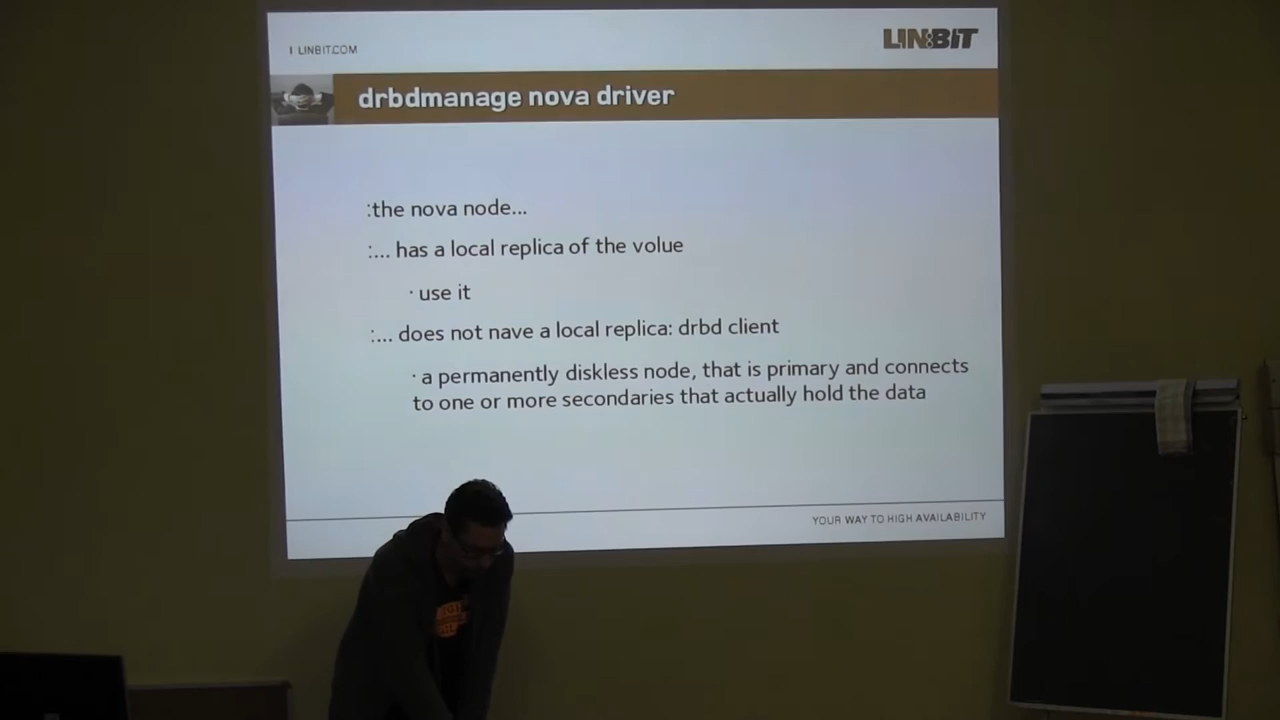 I LINBIT.COM
LIN:BIT
drbdmanage nova driver
:the nova node...
:... has a local replica of the volue
· use it
:... does not nave a local replica: drbd client
· a permanently diskless node, that is primary and connects
to one or more secondaries that actually hold the data
YOUR WAY TO HIGH AVAILABILITY